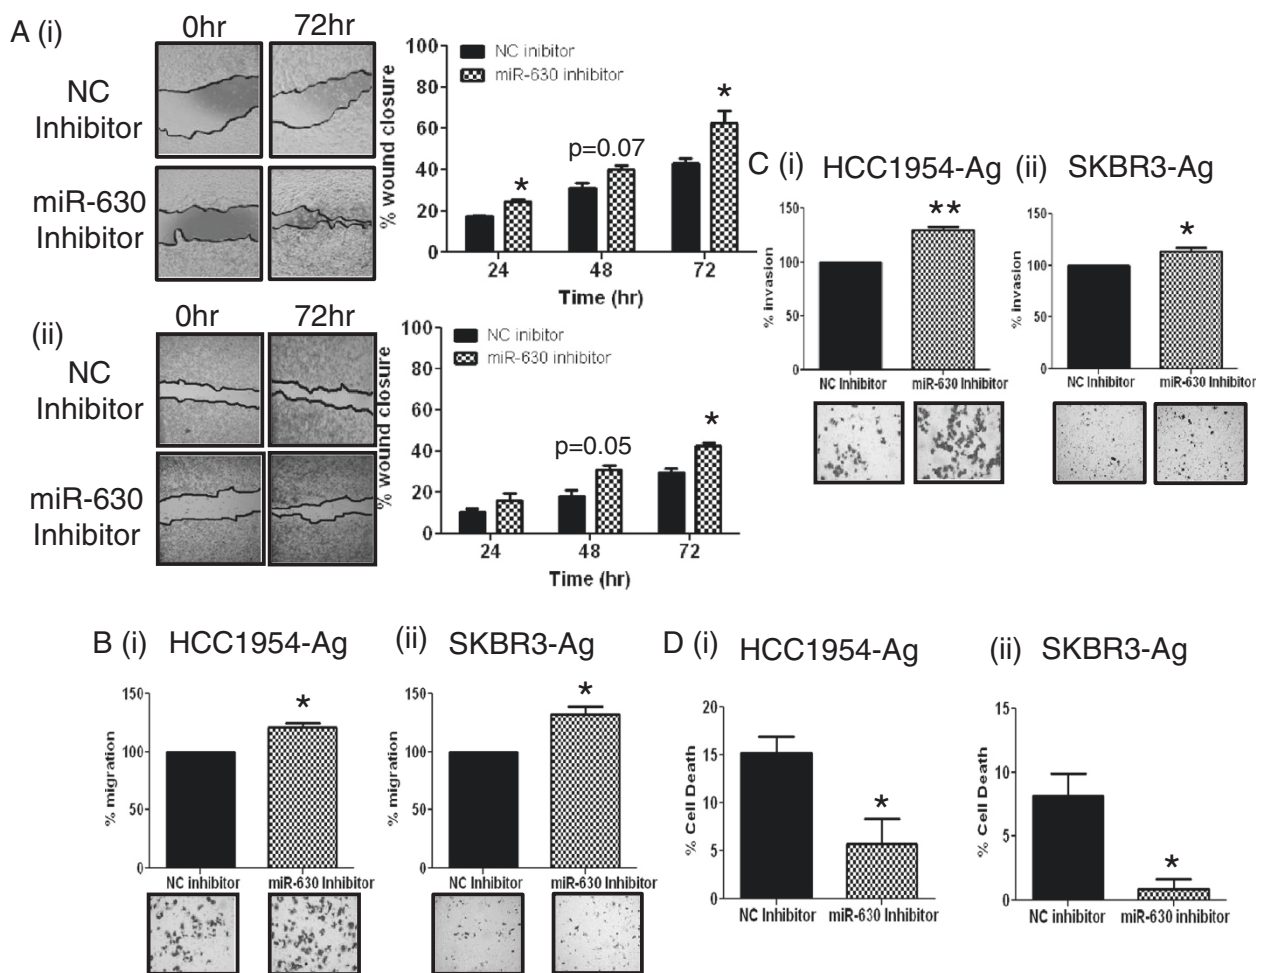 A (i)
0hr 72hr
NC
Inhibitor
miR-630
Inhibitor
% wound closure
100
80
60
40
20
0
NC inibitor
miR-630 inhibitor
*
p=0.07
*
24 48 72
Time (hr)
(ii)
0hr 72hr
NC
Inhibitor
miR-630
Inhibitor
% wound closure
100
80
60
40
20
0
NC inibitor
miR-630 inhibitor
p=0.05
*
24 48 72
Time (hr)
C (i) HCC1954-Ag
% invasion
150
100
50
0
**
NC Inhibitor miR-630 Inhibitor
(ii) SKBR3-Ag
% invasion
150
100
50
0
*
NC Inhibitor miR-630 Inhibitor
B (i) HCC1954-Ag
% migration
150
100
50
0
*
NC inhibitor miR-630 Inhibitor
(ii) SKBR3-Ag
% migration
150
100
50
0
*
NC Inhibitor miR-630 Inhibitor
D (i) HCC1954-Ag
% Cell Death
20
15
10
5
0
*
NC Inhibitor miR-630 Inhibitor
(ii) SKBR3-Ag
% Cell Death
15
10
5
0
*
NC inhibitor miR-630 inhibitor